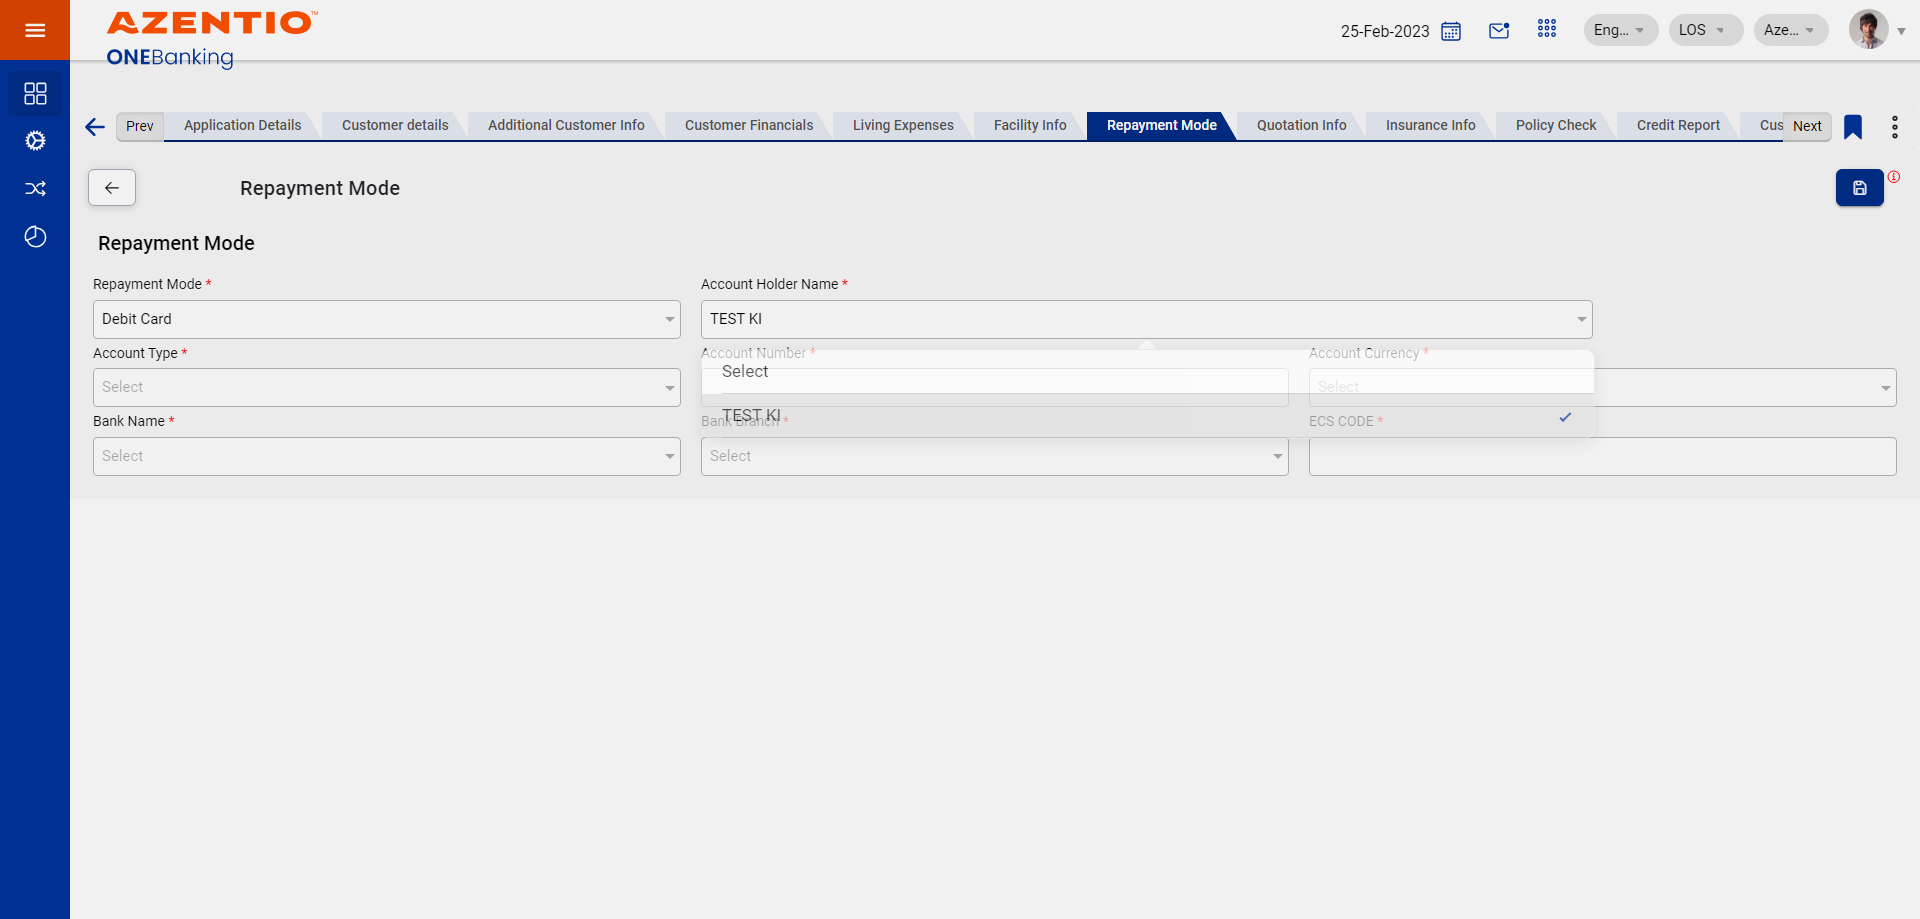 AZENTIO™
ONEBanking
25-Feb-2023
Eng...
LOS
Aze...
Prev
Application Details
Customer details
Additional Customer Info
Customer Financials
Living Expenses
Facility Info
Repayment Mode
Quotation Info
Insurance Info
Policy Check
Credit Report
Cus
Next
Repayment Mode
Repayment Mode
Repayment Mode *
Account Holder Name *
Debit Card
TEST KI
Account Type *
Account Number *
Account Currency *
Select
Select
Select
Bank Name *
TEST KI
Bank Branch *
ECS CODE *
Select
Select